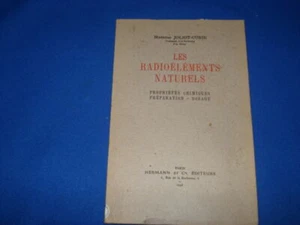 Madame JOLIOT-CURIE
LES
RADIOÉLÉMENTS
NATURELS
PROPRIÉTÉS CHIMIQUES
PRÉPARATION - DOSAGE
PARIS
HERMANN et Cie, ÉDITEURS